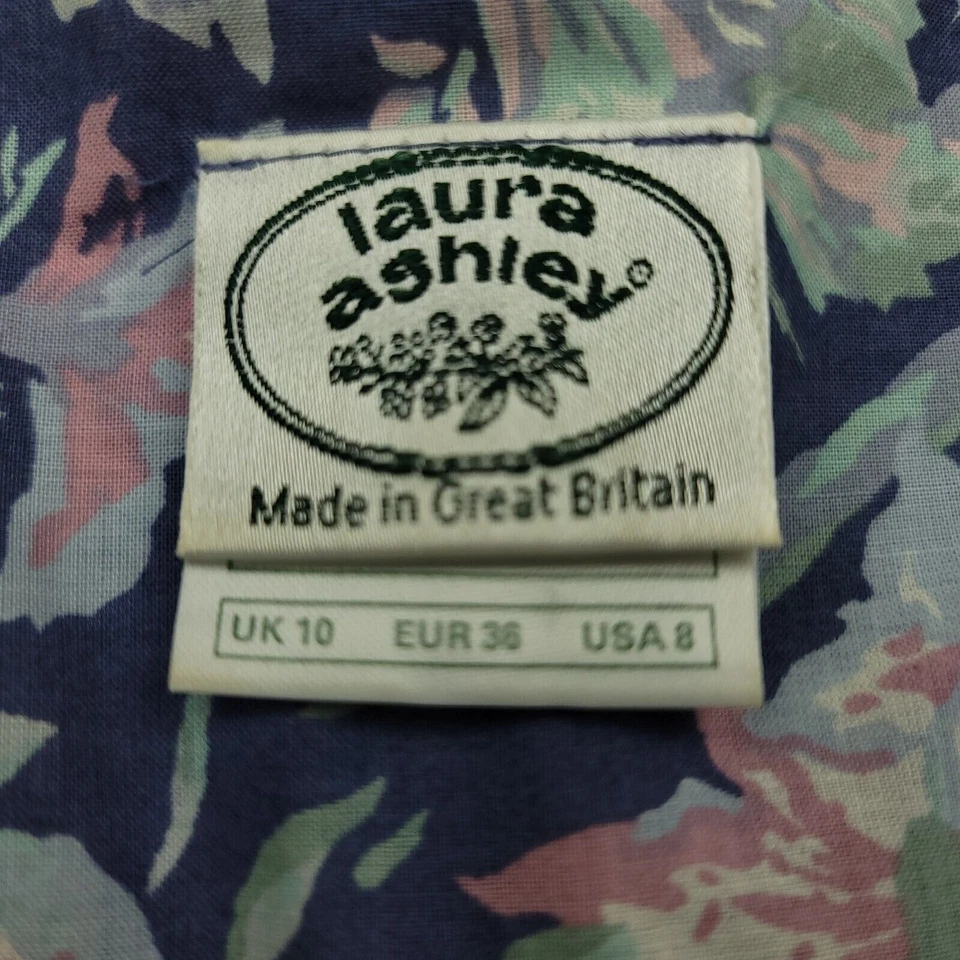 laura
ashley®
Made in Great Britain
UK 10 EUR 36 USA 8